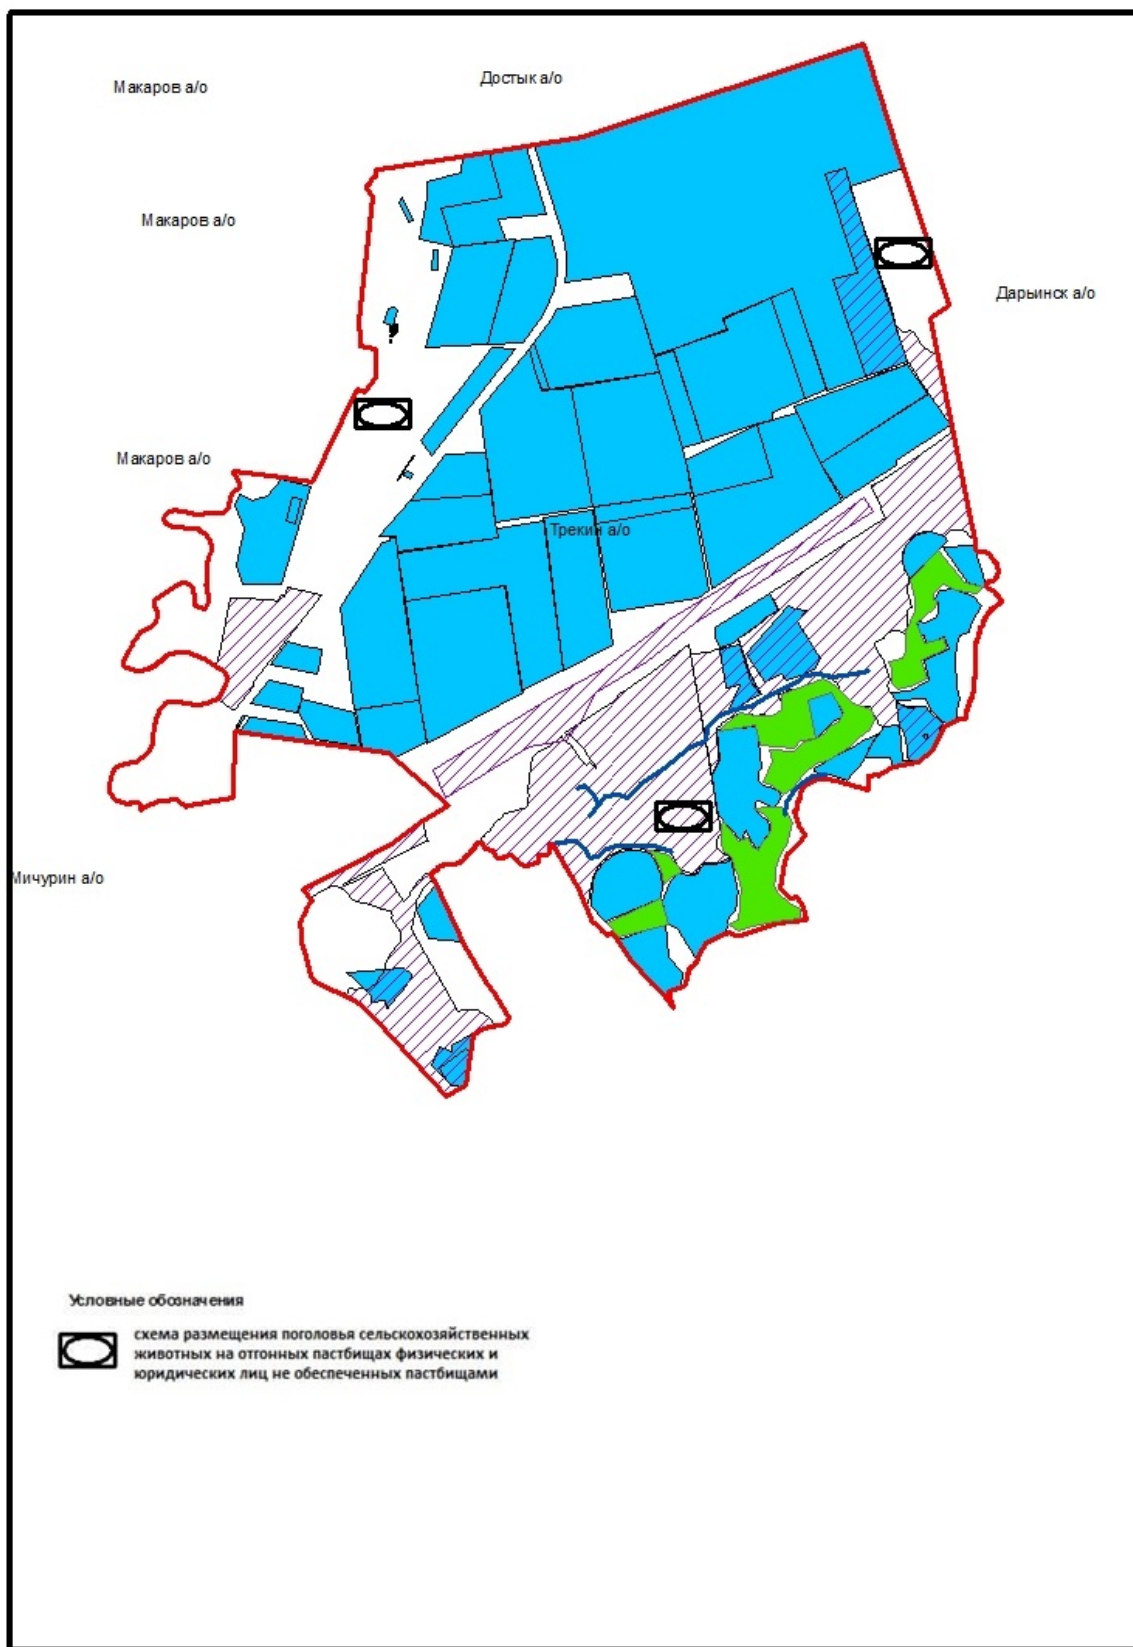 Достык а/о
Макаров а/о
Макаров а/о
Дарьинск а/о
Макаров а/о
Трекин а/о
Мичурин а/о
Условные обозначения
схема размещения поголовья сельскохозяйственных
животных на отгонных пастбищах физических и
юридических лиц не обеспеченных пастбищами